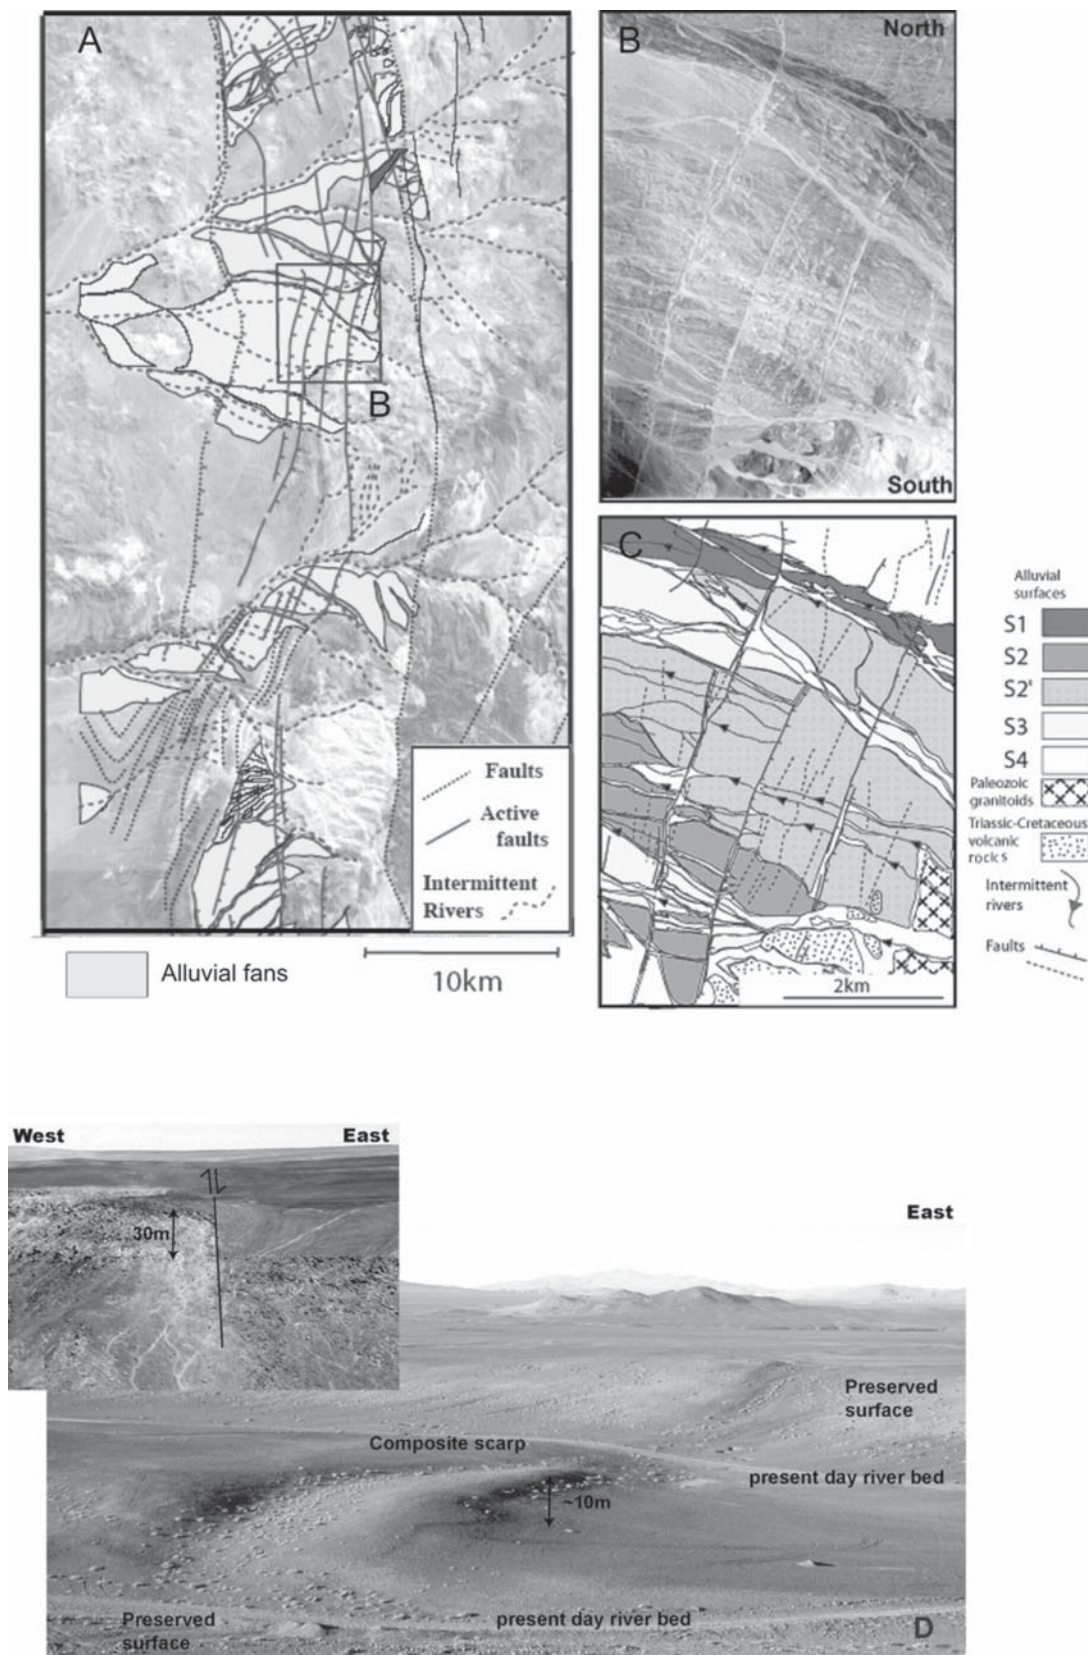 A
B
Faults
Active
faults
Intermittent
Rivers
Alluvial fans
10km
B
North
South
C
2km
Alluvial
surfaces
S1
S2
S2'
S3
S4
Paleozoic
granitoids
Triassic-Cretaceous
volcanic
rocks
Intermittent
rivers
Faults
West
East
30m
East
Preserved
surface
Composite scarp
present day river bed
~10m
Preserved
surface
present day river bed
D